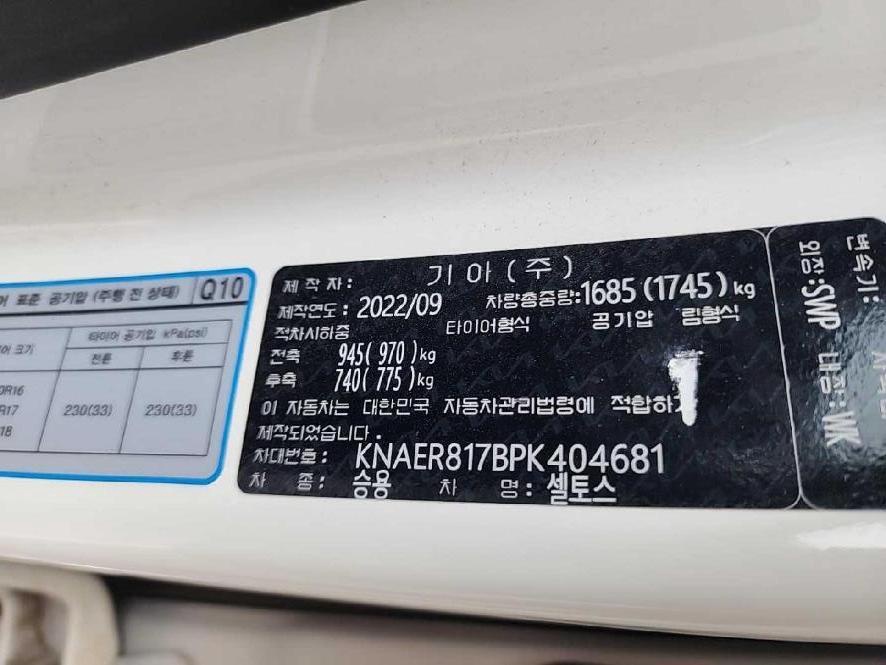 어 표준 공기압 (주행 전 상태) Q10
어 크기 타이어 공기압 kPa(psi)
전륜 후륜
0R16
R17 230(33) 230(33)
18
제작자: 기아(주)
제작연도: 2022/09 차량총중량:1685(1745)kg
적차시하중 타이어형식 공기압 림형식
전축 945( 970)kg
후축 740( 775)kg
이 자동차는 대한민국 자동차관리법령에 적합하
제작되었습니다.
차대번호: KNAER817BPK404681
차 종: 승용 차 명: 셀토스
변속기:
외장:SWP 내장:WK